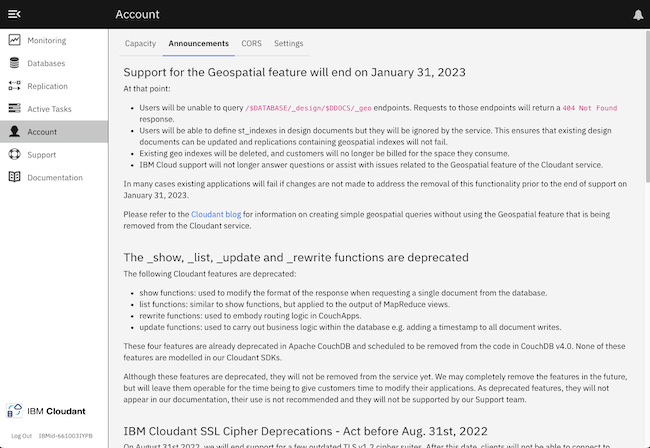 Account
Monitoring
Databases
Replication
Active Tasks
Account
Support
Documentation
Capacity
Announcements
CORS
Settings
Support for the Geospatial feature will end on January 31, 2023
At that point:
• Users will be unable to query /$DATABASE/_design/$DDOCS/_geo endpoints. Requests to those endpoints will return a 404 Not Found
response.
• Users will be able to define st_indexes in design documents but they will be ignored by the service. This ensures that existing design
documents can be updated and replications containing geospatial indexes will not fail.
• Existing geo indexes will be deleted, and customers will no longer be billed for the space they consume.
• IBM Cloud support will not longer answer questions or assist with issues related to the Geospatial feature of the Cloudant service.
In many cases existing applications will fail if changes are not made to address the removal of this functionality prior to the end of support on
January 31, 2023.
Please refer to the Cloudant blog for information on creating simple geospatial queries without using the Geospatial feature that is being
removed from the Cloudant service.
The _show, _list, _update and _rewrite functions are deprecated
The following Cloudant features are deprecated:
• show functions: used to modify the format of the response when requesting a single document from the database.
• list functions: similar to show functions, but applied to the output of MapReduce views.
• rewrite functions: used to embody routing logic in CouchApps.
• update functions: used to carry out business logic within the database e.g. adding a timestamp to all document writes.
These four features are already deprecated in Apache CouchDB and scheduled to be removed from the code in CouchDB v4.0. None of these
features are modelled in our Cloudant SDKs.
Although these features are deprecated, they will not be removed from the service yet. We may completely remove the features in the future,
but will leave them operable for the time being to give customers time to modify their applications. As deprecated features, they will not
appear in our documentation, their use is not recommended and they will not be supported by our Support team.
IBM Cloud SSL Cipher Deprecations - Act before Aug. 31st, 2022
On August 31st 2022, we will end support for a few outdated TLS v1.2 cipher suites. After this date, clients will not be able to connect to
IBM Cloudant
Log Out IBMid-661003IYPB